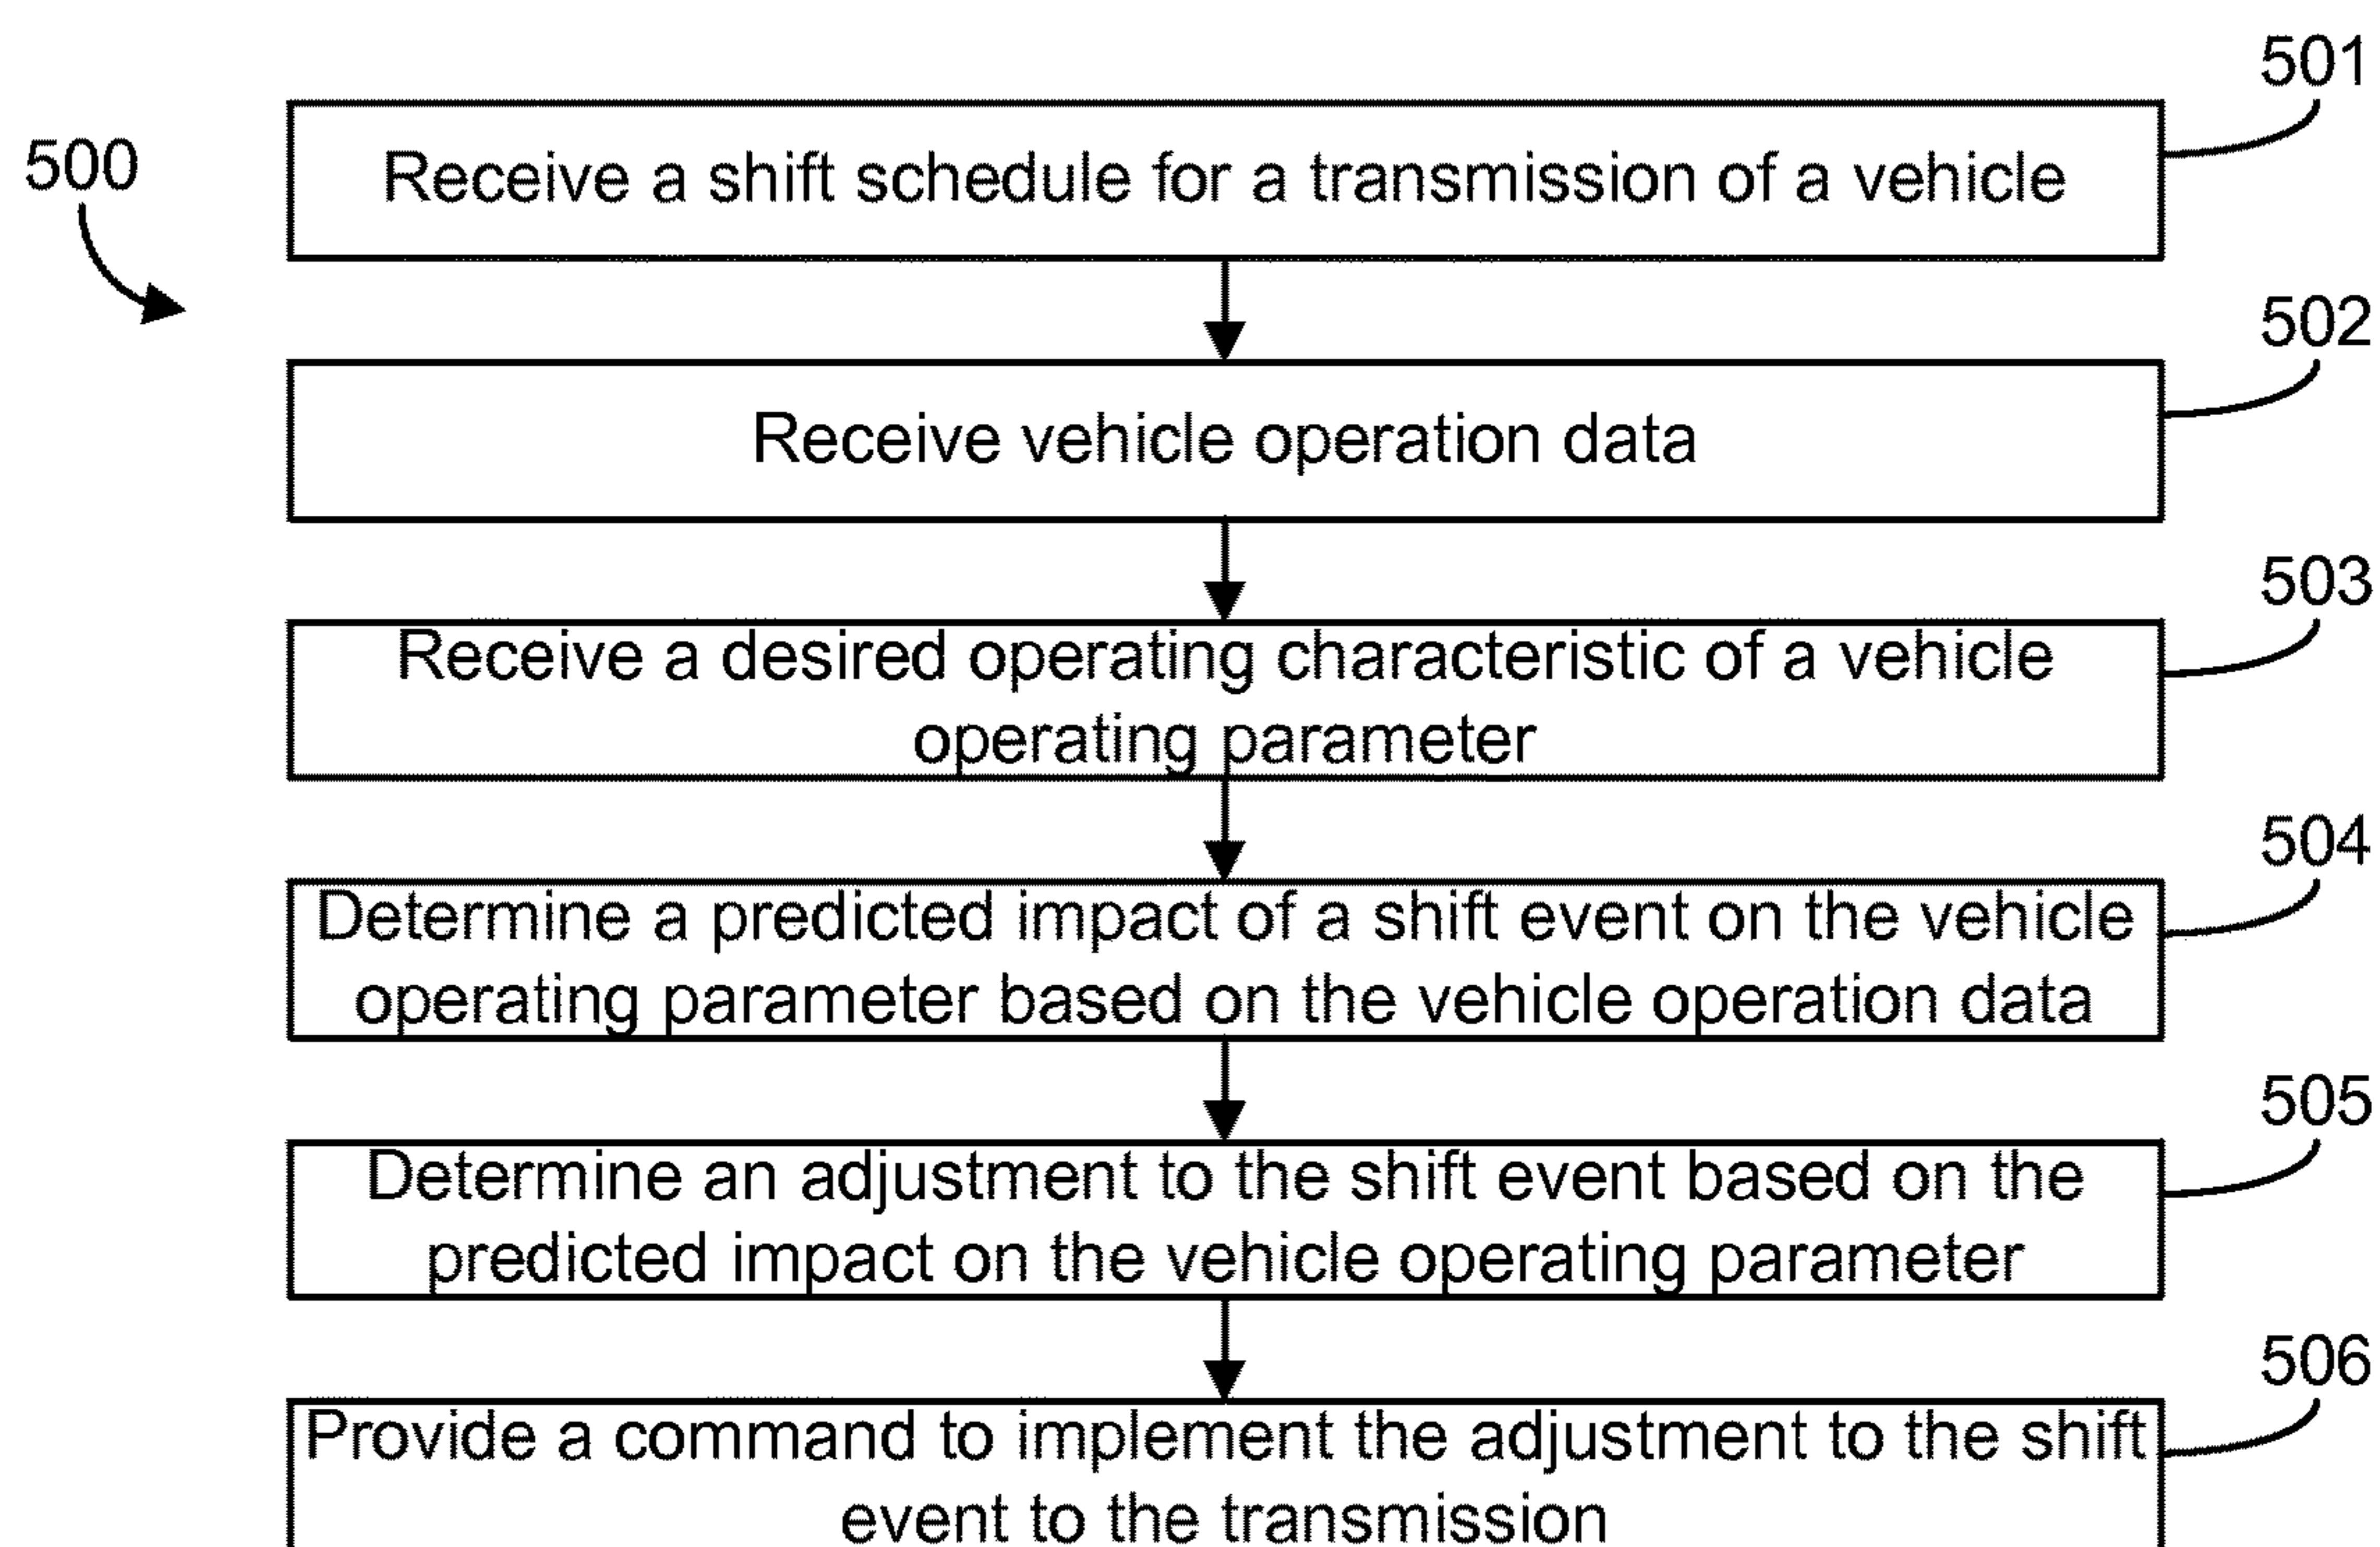 501
500
Receive a shift schedule for a transmission of a vehicle
502
Receive vehicle operation data
503
Receive a desired operating characteristic of a vehicle
operating parameter
504
Determine a predicted impact of a shift event on the vehicle
operating parameter based on the vehicle operation data
505
Determine an adjustment to the shift event based on the
predicted impact on the vehicle operating parameter
506
Provide a command to implement the adjustment to the shift
event to the transmission